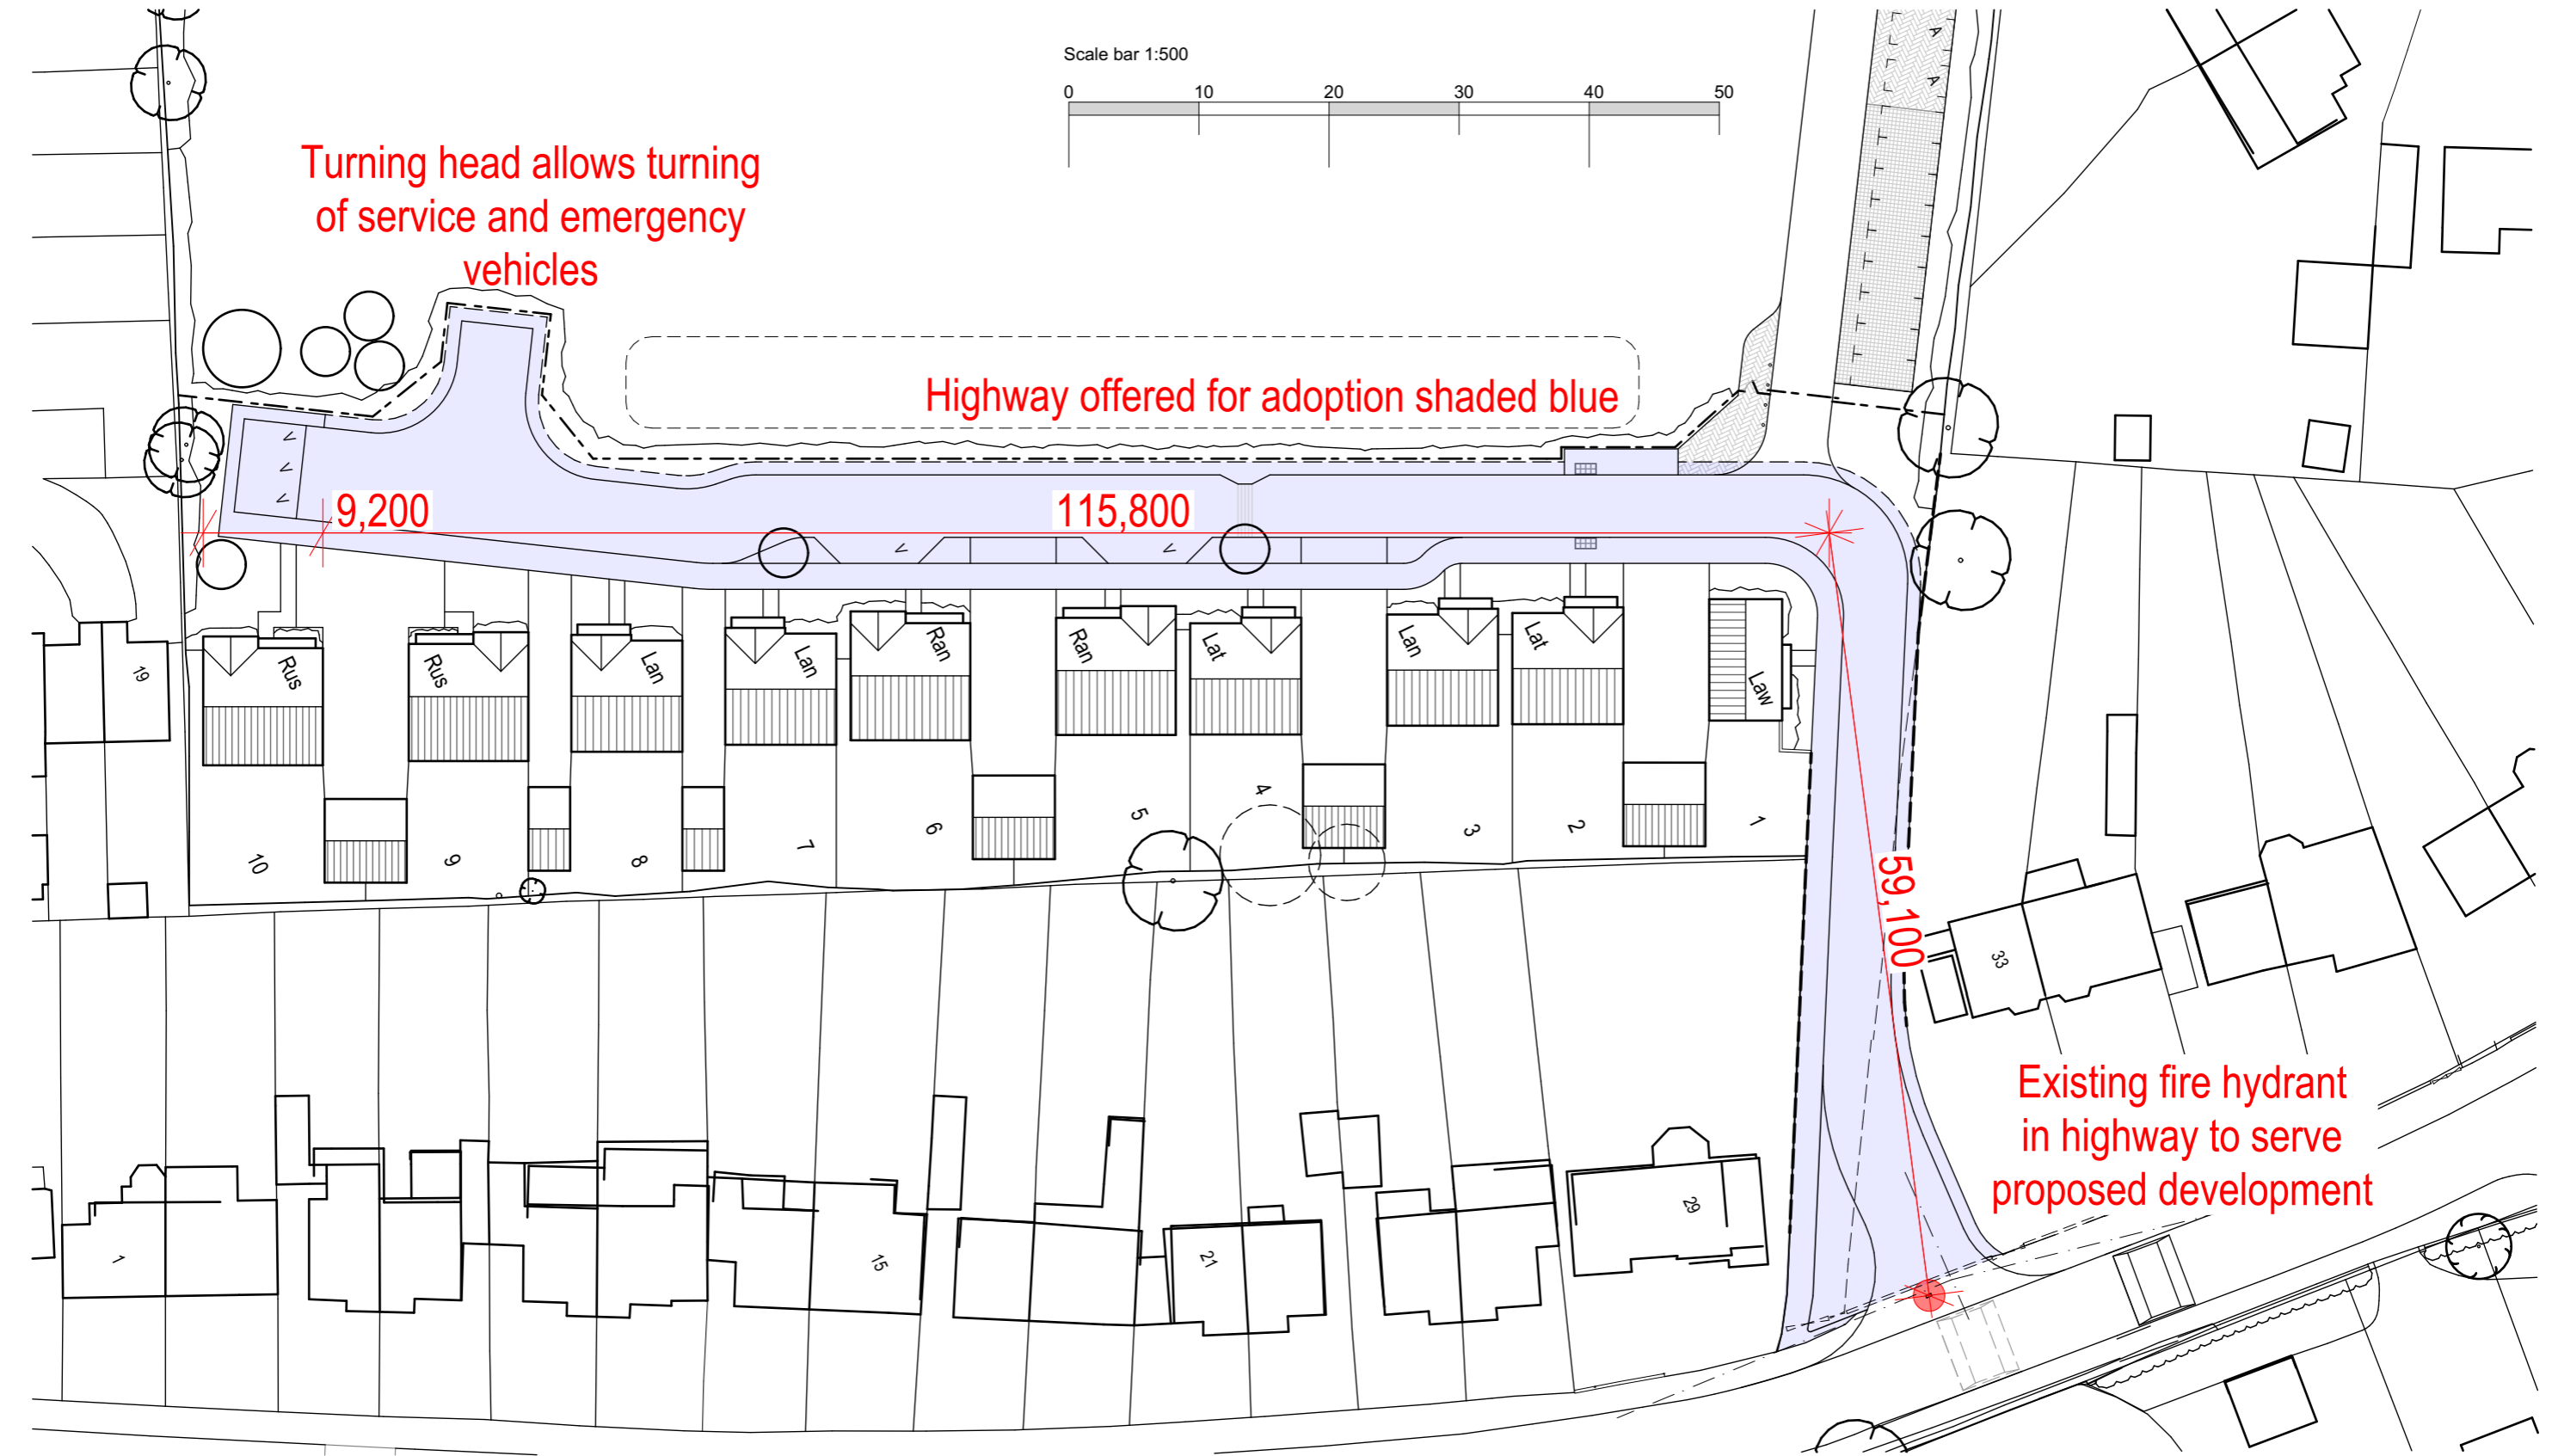 Scale bar 1:500
0 10 20 30 40 50
A
A
Turning head allows turning
of service and emergency
vehicles
Highway offered for adoption shaded blue
9,200
115,800
19
Rus
Rus
Lan
Lan
Ran
Ran
Lat
Lan
Lat
Law
10
9
8
7
6
5
4
3
2
1
59,100
33
Existing fire hydrant
in highway to serve
proposed development
1
15
21
29